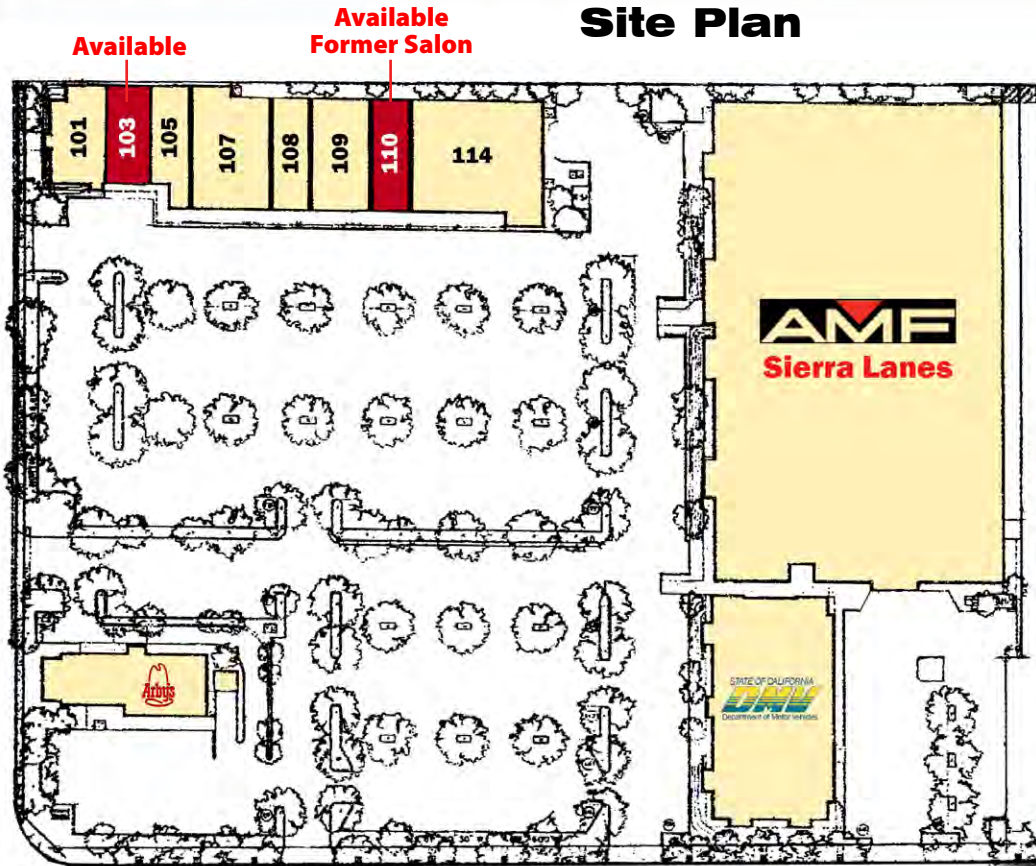 Site Plan
Available
Available
Former Salon
101
103
105
107
108
109
110
114
AMF
Sierra Lanes
Arby's
STATE OF CALIFORNIA
DMV
Department of Motor Vehicles